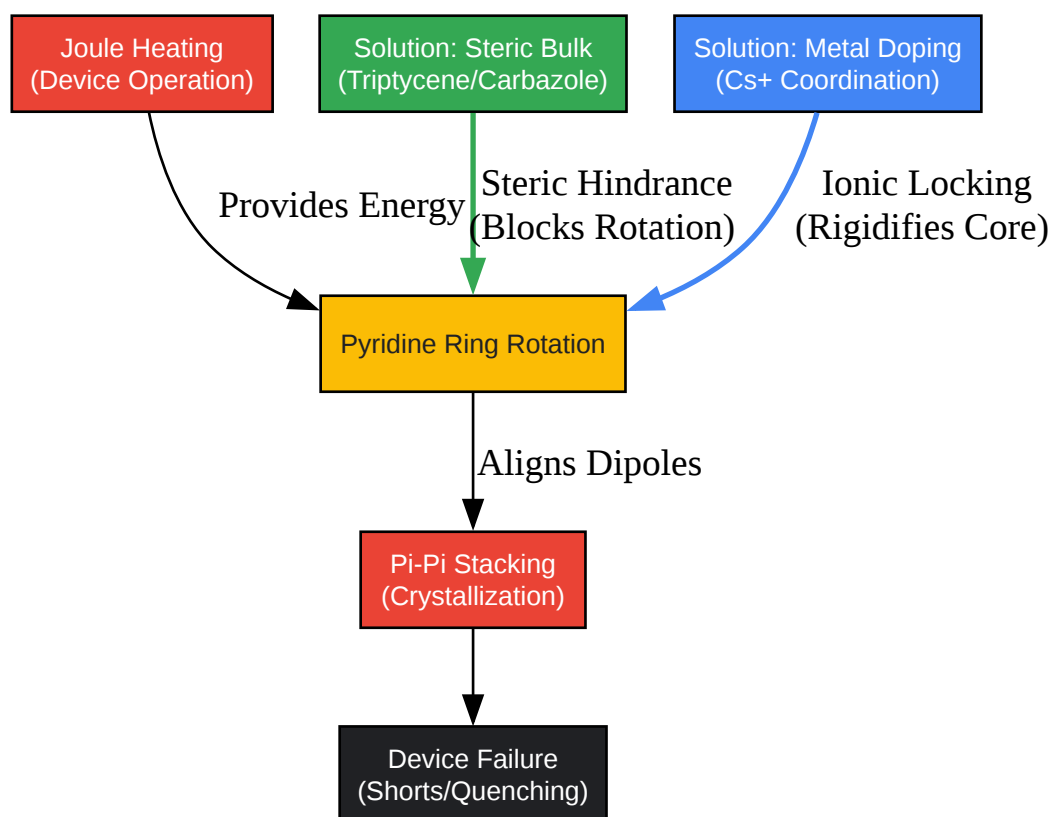 Joule Heating
(Device Operation)
Solution: Steric Bulk
(Triptycene/Carbazole)
Solution: Metal Doping
(Cs+ Coordination)
Provides Energy
Steric Hindrance
(Blocks Rotation)
Ionic Locking
(Rigidifies Core)
Pyridine Ring Rotation
Aligns Dipoles
Pi-Pi Stacking
(Crystallization)
Device Failure
(Shorts/Quenching)